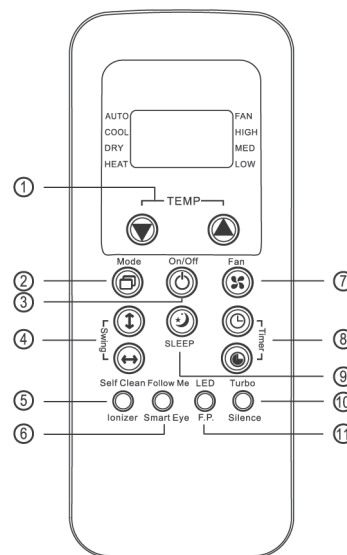 AUTO FAN
COOL HIGH
DRY MED
HEAT LOW
① TEMP
Mode On/Off Fan
②
③
⑦
④ Swing
SLEEP
Timer ⑧
⑨
Self Clean Follow Me LED Turbo
⑤
⑩
Ionizer Smart Eye F.P. Silence
⑥
⑪